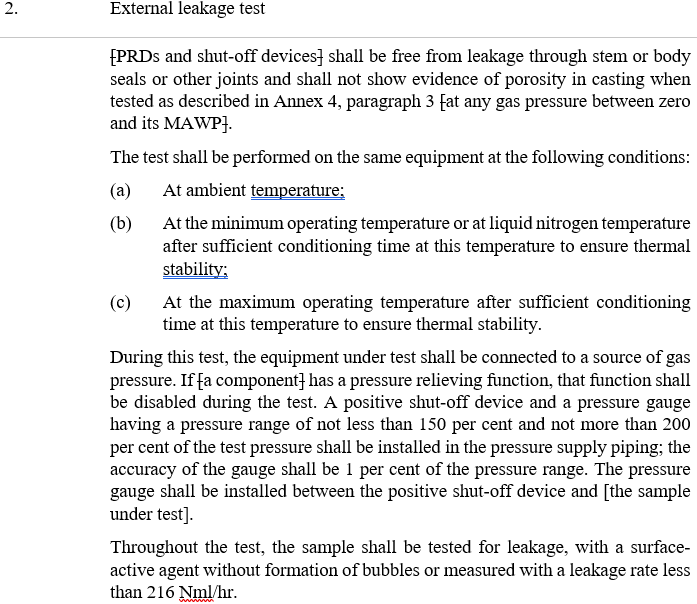 2. External leakage test
[PRDs and shut-off devices] shall be free from leakage through stem or body
seals or other joints and shall not show evidence of porosity in casting when
tested as described in Annex 4, paragraph 3 [at any gas pressure between zero
and its MAWP].
The test shall be performed on the same equipment at the following conditions:
(a) At ambient temperature;
(b) At the minimum operating temperature or at liquid nitrogen temperature
after sufficient conditioning time at this temperature to ensure thermal
stability;
(c) At the maximum operating temperature after sufficient conditioning
time at this temperature to ensure thermal stability.
During this test, the equipment under test shall be connected to a source of gas
pressure. If [a component] has a pressure relieving function, that function shall
be disabled during the test. A positive shut-off device and a pressure gauge
having a pressure range of not less than 150 per cent and not more than 200
per cent of the test pressure shall be installed in the pressure supply piping; the
accuracy of the gauge shall be 1 per cent of the pressure range. The pressure
gauge shall be installed between the positive shut-off device and [the sample
under test].
Throughout the test, the sample shall be tested for leakage, with a surface-
active agent without formation of bubbles or measured with a leakage rate less
than 216 Nml/hr.